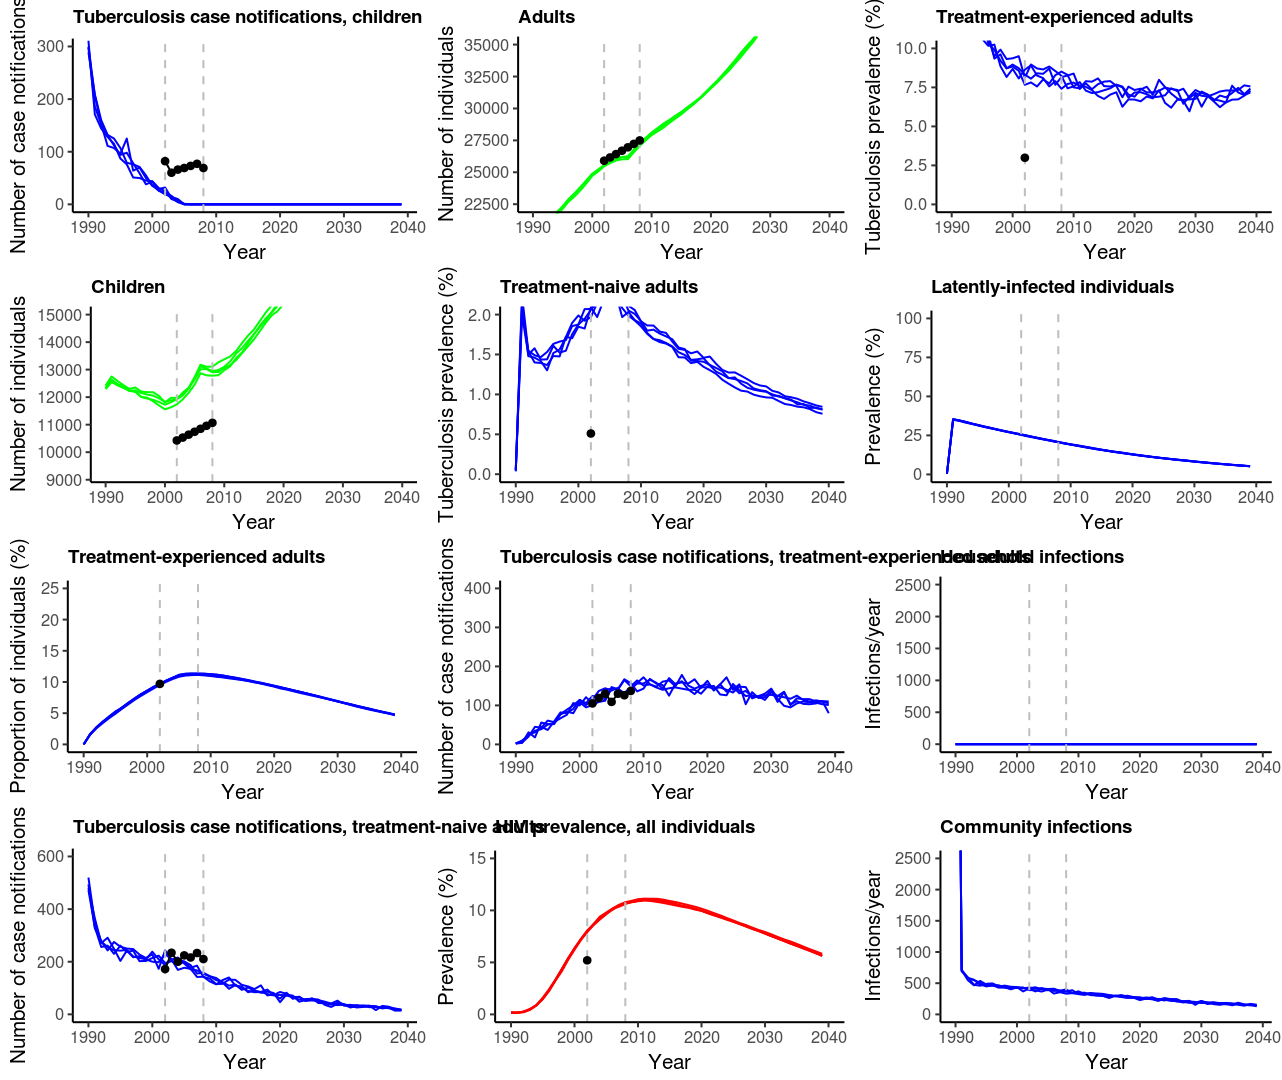 Tuberculosis case notifications, children
Number of case notifications
300
200
100
0
1990 2000 2010 2020 2030 2040
Year
Adults
Number of individuals
35000
32500
30000
27500
25000
22500
1990 2000 2010 2020 2030 2040
Year
Treatment-experienced adults
Tuberculosis prevalence (%)
10.0
7.5
5.0
2.5
0.0
1990 2000 2010 2020 2030 2040
Year
Children
Number of individuals
15000
14000
13000
12000
11000
10000
9000
1990 2000 2010 2020 2030 2040
Year
Treatment-naive adults
Tuberculosis prevalence (%)
2.0
1.5
1.0
0.5
0.0
1990 2000 2010 2020 2030 2040
Year
Latently-infected individuals
Prevalence (%)
100
75
50
25
0
1990 2000 2010 2020 2030 2040
Year
Treatment-experienced adults
Proportion of individuals (%)
25
20
15
10
5
0
1990 2000 2010 2020 2030 2040
Year
Tuberculosis case notifications, treatment-experienced adults
Number of case notifications
400
300
200
100
0
1990 2000 2010 2020 2030 2040
Year
Household infections
Infections/year
2500
2000
1500
1000
500
0
1990 2000 2010 2020 2030 2040
Year
Tuberculosis case notifications, treatment-naive adults
Number of case notifications
600
400
200
0
1990 2000 2010 2020 2030 2040
Year
HIV prevalence, all individuals
Prevalence (%)
15
10
5
0
1990 2000 2010 2020 2030 2040
Year
Community infections
Infections/year
2500
2000
1500
1000
500
0
1990 2000 2010 2020 2030 2040
Year